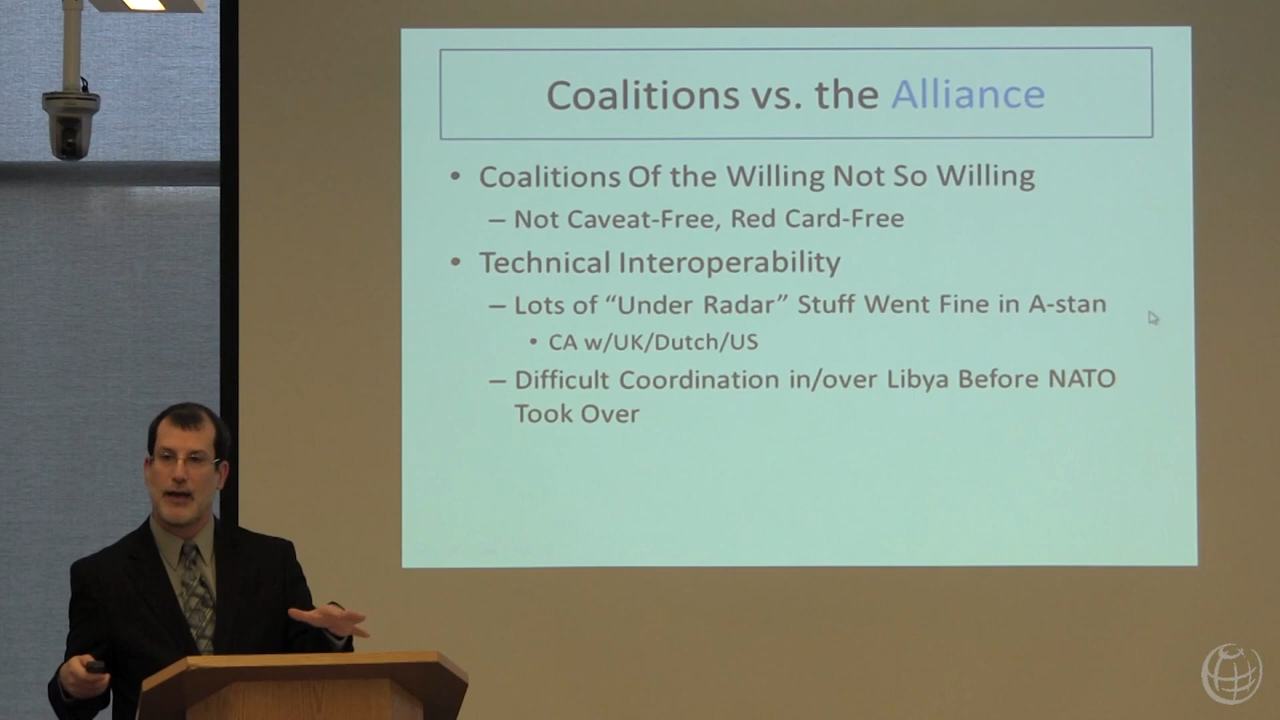 Coalitions vs. the Alliance
• Coalitions Of the Willing Not So Willing
– Not Caveat-Free, Red Card-Free
• Technical Interoperability
– Lots of “Under Radar” Stuff Went Fine in A-stan
• CA w/UK/Dutch/US
– Difficult Coordination in/over Libya Before NATO
Took Over